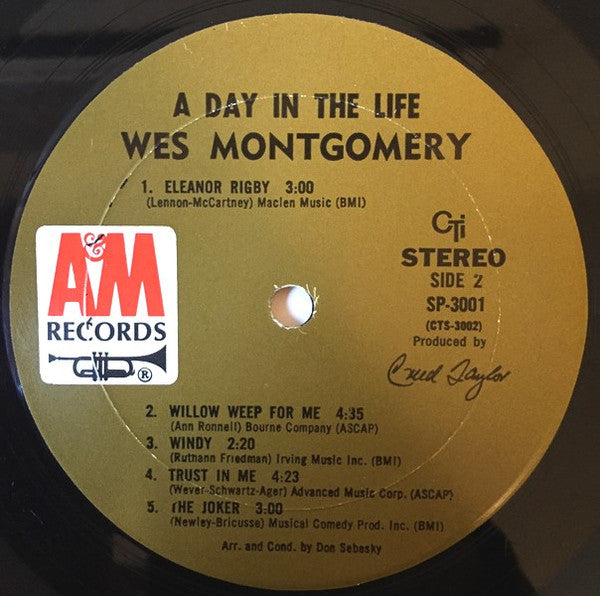 A DAY IN THE LIFE
WES MONTGOMERY
1. ELEANOR RIGBY 3:00
(Lennon-McCartney) Maclen Music (BMI)
A&M
RECORDS
®
CTi
STEREO
SIDE 2
SP-3001
(CTS-3002)
Produced by
Creed Taylor
2. WILLOW WEEP FOR ME 4:35
(Ann Ronnell) Bourne Company (ASCAP)
3. WINDY 2:20
(Ruthann Friedman) Irving Music Inc. (BMI)
4. TRUST IN ME 4:23
(Wever-Schwartz-Ager) Advanced Music Corp. (ASCAP)
5. THE JOKER 3:00
(Newley-Bricusse) Musical Comedy Prod. Inc. (BMI)
Arr. and Cond. by Don Sebesky